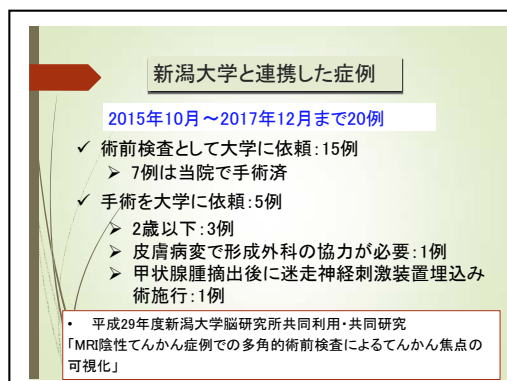 新潟大学と連携した症例
2015年10月～2017年12月まで20例
✓ 術前検査として大学に依頼：15例
➢ 7例は当院で手術済
✓ 手術を大学に依頼：5例
➢ 2歳以下：3例
➢ 皮膚病変で形成外科の協力が必要：1例
➢ 甲状腺腫摘出後に迷走神経刺激装置埋込み
術施行：1例
• 平成29年度新潟大学脳研究所共同利用・共同研究
「MRI陰性てんかん症例での多角的術前検査によるてんかん焦点の
可視化」